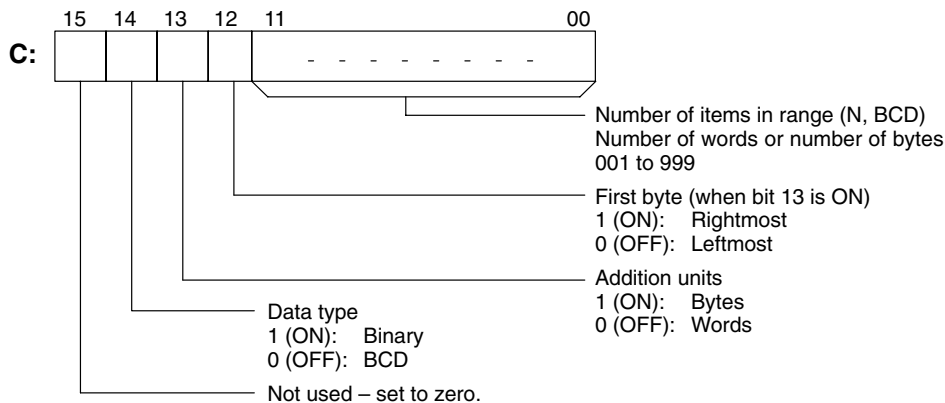 15 14 13 12 11 00
C:
- - - - - - - -
Number of items in range (N, BCD)
Number of words or number of bytes
001 to 999
First byte (when bit 13 is ON)
1 (ON): Rightmost
0 (OFF): Leftmost
Addition units
1 (ON): Bytes
0 (OFF): Words
Data type
1 (ON): Binary
0 (OFF): BCD
Not used – set to zero.